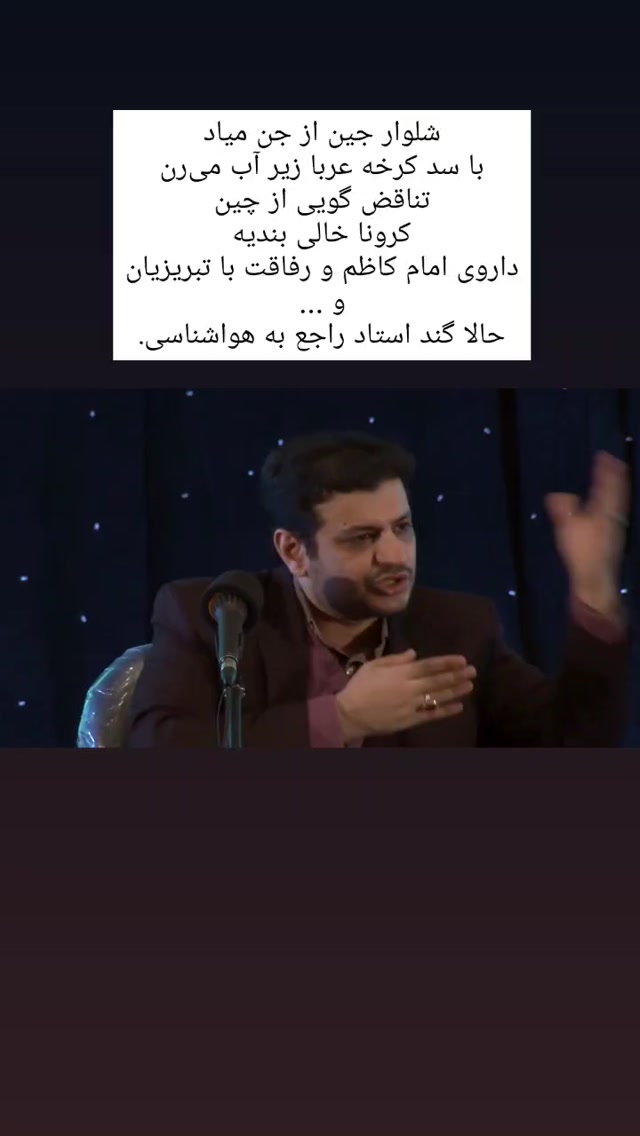 شلوار جین از جن میاد
با سد کرخه عربا زیر آب می‌رن
تناقض گویی از چین
کرونا خالی بندیه
داروی امام کاظم و رفاقت با تبریزیان
و ...
حالا گند استاد راجع به هواشناسی.